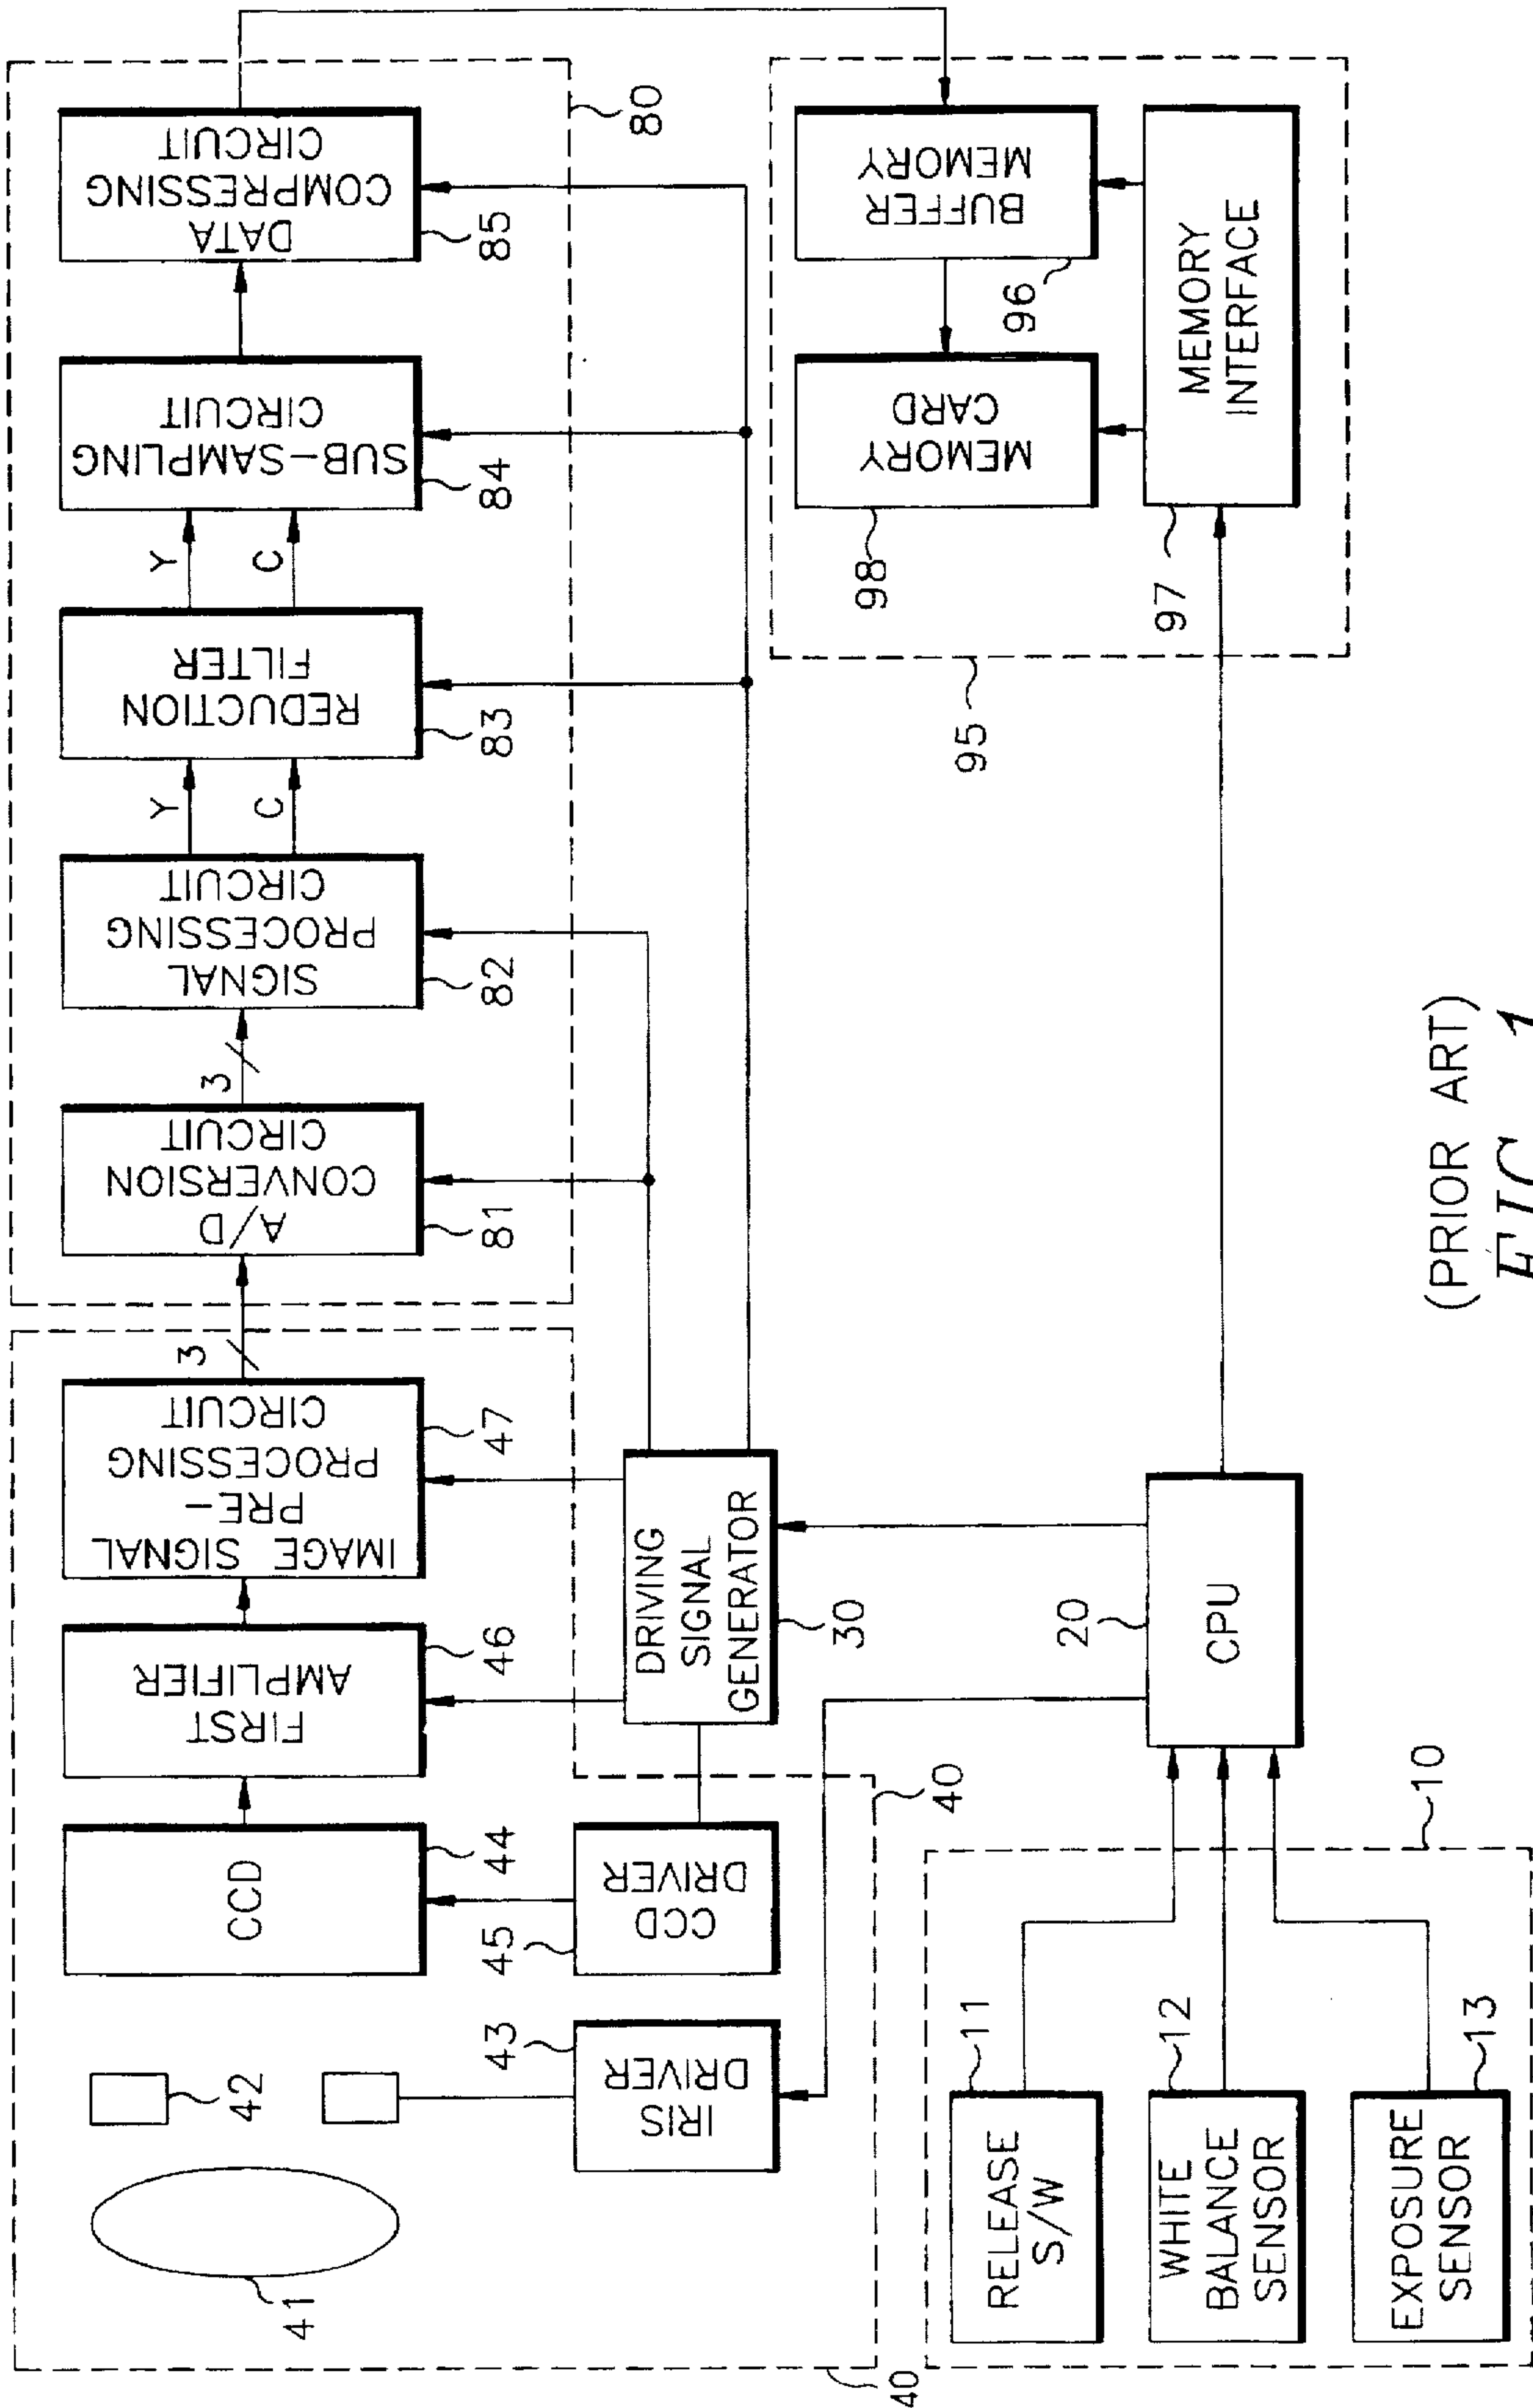 41
42
IRIS
DRIVER
43
40
CCD
44
CCD
DRIVER
45
40
FIRST
AMPLIFIER
46
IMAGE SIGNAL
PRE-
PROCESSING
CIRCUIT
47
3
A/D
CONVERSION
CIRCUIT
81
3
SIGNAL
PROCESSING
CIRCUIT
82
Y
C
REDUCTION
FILTER
83
Y
C
SUB-SAMPLING
CIRCUIT
84
DATA
COMPRESSING
CIRCUIT
85
80
DRIVING
SIGNAL
GENERATOR
30
RELEASE
S/W
11
WHITE
BALANCE
SENSOR
12
EXPOSURE
SENSOR
13
10
CPU
20
MEMORY
CARD
98
BUFFER
MEMORY
96
MEMORY
INTERFACE
97
95
(PRIOR ART)
FIG. 1